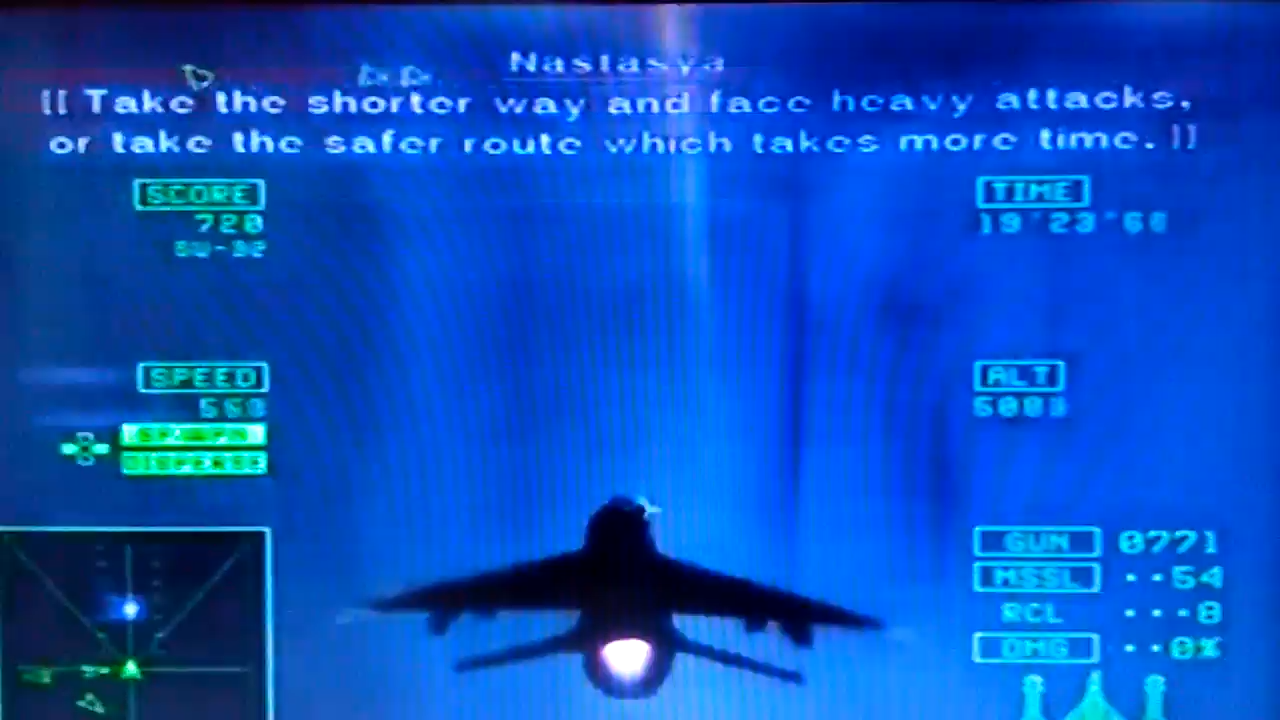 Nastasya
[[ Take the shorter way and face heavy attacks,
or take the safer route which takes more time. ]]
SCORE
720
TIME
SPEED
ALT
DISPERSE
GUN 0771
MSSL ··54
RCL ···8
DMG ··0%